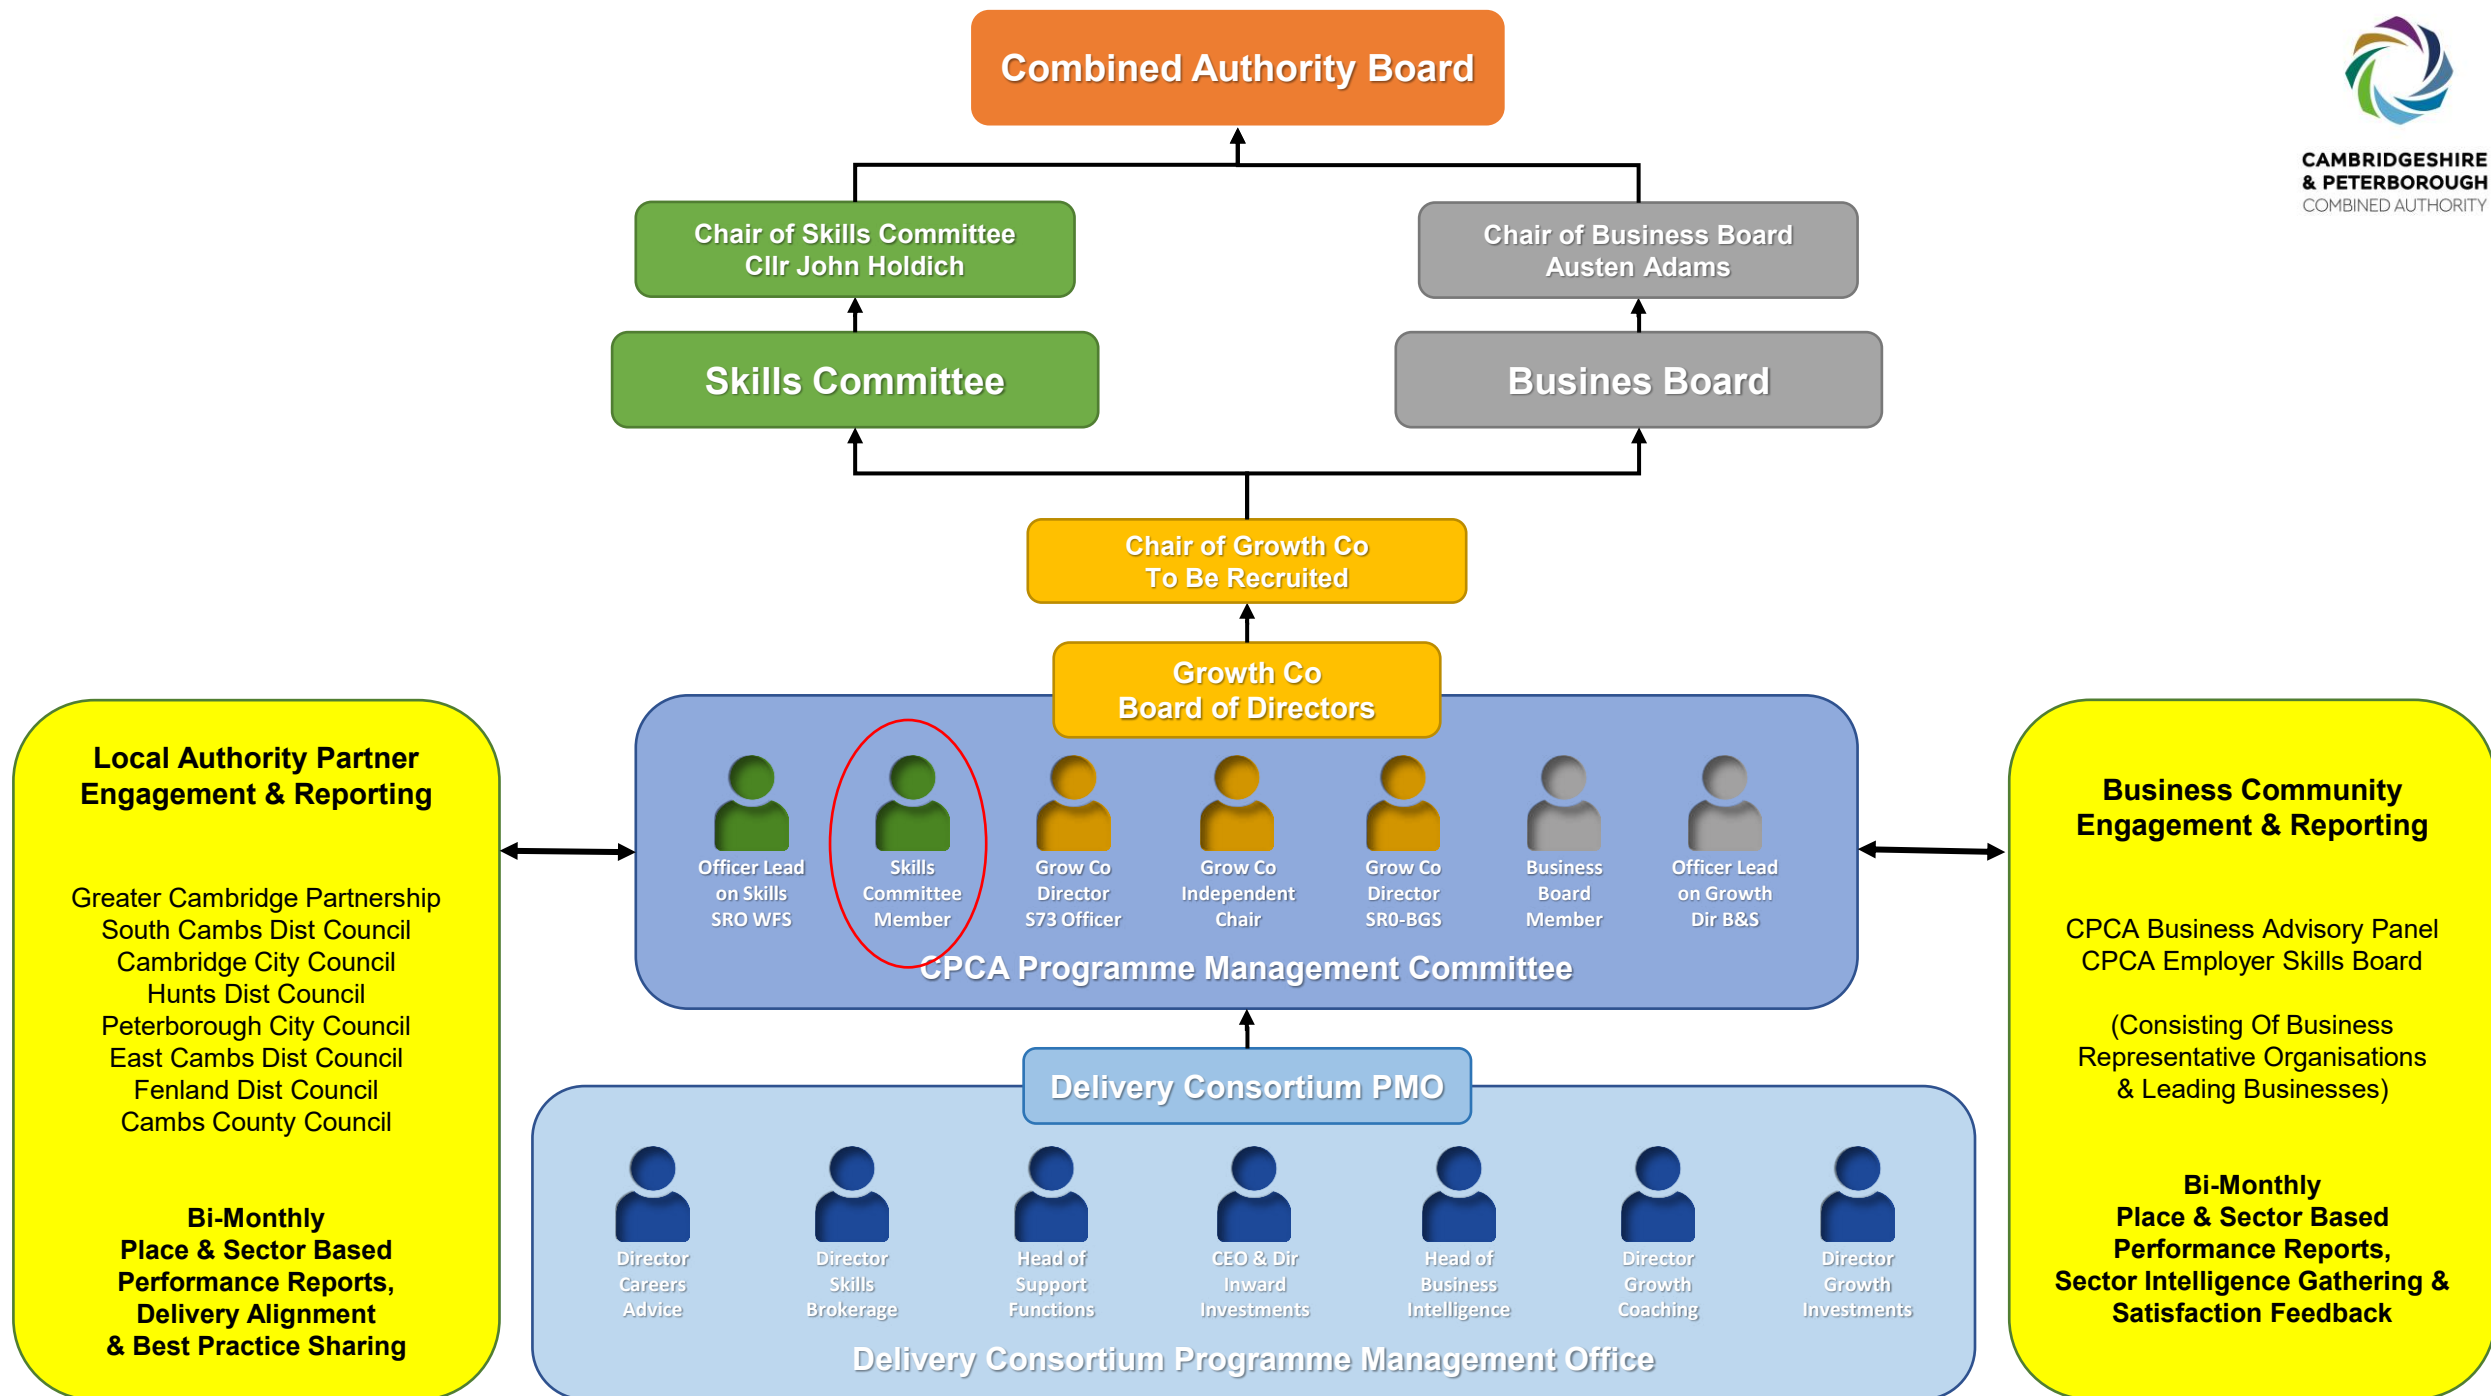 Combined Authority Board
CAMBRIDGESHIRE
& PETERBOROUGH
COMBINED AUTHORITY
Chair of Skills Committee
Cllr John Holdich
Chair of Business Board
Austen Adams
Skills Committee
Busines Board
Chair of Growth Co
To Be Recruited
Growth Co
Board of Directors
Local Authority Partner
Engagement & Reporting
Greater Cambridge Partnership
South Cambs Dist Council
Cambridge City Council
Hunts Dist Council
Peterborough City Council
East Cambs Dist Council
Fenland Dist Council
Cambs County Council
Bi-Monthly
Place & Sector Based
Performance Reports,
Delivery Alignment
& Best Practice Sharing
Officer Lead
on Skills
SRO WFS
Skills
Committee
Member
Grow Co
Director
S73 Officer
Grow Co
Independent
Chair
Grow Co
Director
SR0-BGS
Business
Board
Member
Officer Lead
on Growth
Dir B&S
CPCA Programme Management Committee
Business Community
Engagement & Reporting
CPCA Business Advisory Panel
CPCA Employer Skills Board
(Consisting Of Business
Representative Organisations
& Leading Businesses)
Bi-Monthly
Place & Sector Based
Performance Reports,
Sector Intelligence Gathering &
Satisfaction Feedback
Delivery Consortium PMO
Director
Careers
Advice
Director
Skills
Brokerage
Head of
Support
Functions
CEO & Dir
Inward
Investments
Head of
Business
Intelligence
Director
Growth
Coaching
Director
Growth
Investments
Delivery Consortium Programme Management Office